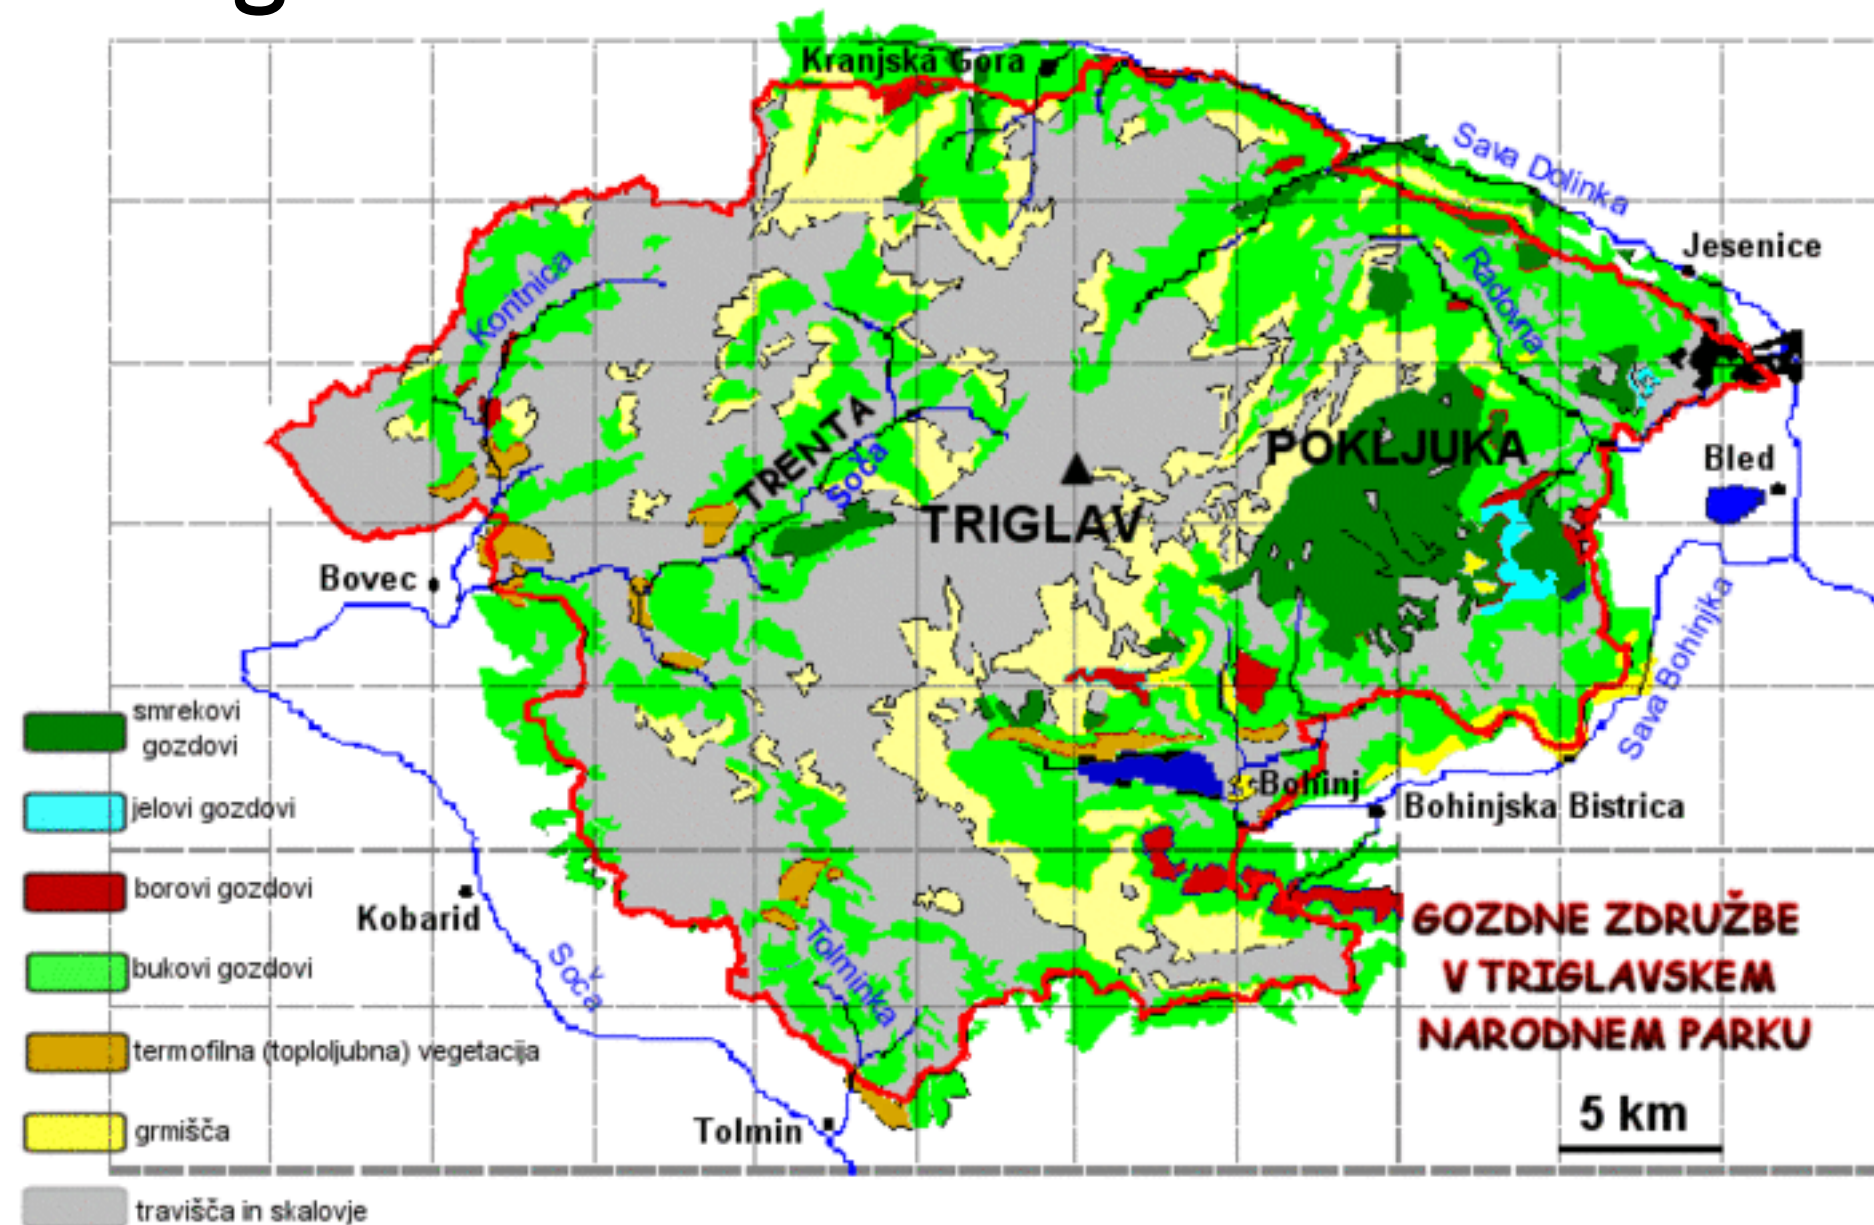 Kranjska Gora
Sava Dolinka
Jesenice
Koritnica
Radovna
TRENTA
Soča
POKLJUKA
Bled
TRIGLAV
Bovec
Sava Bohinjka
smrekovi
gozdovi
Bohinj
Bohinjska Bistrica
jelovi gozdovi
borovi gozdovi
Kobarid
GOZDNE ZDRUŽBE
V TRIGLAVSKEM
NARODNEM PARKU
Soča
Tolminka
bukovi gozdovi
termofilna (toploljubna) vegetacija
5 km
grmišča
Tolmin
travišča in skalovje